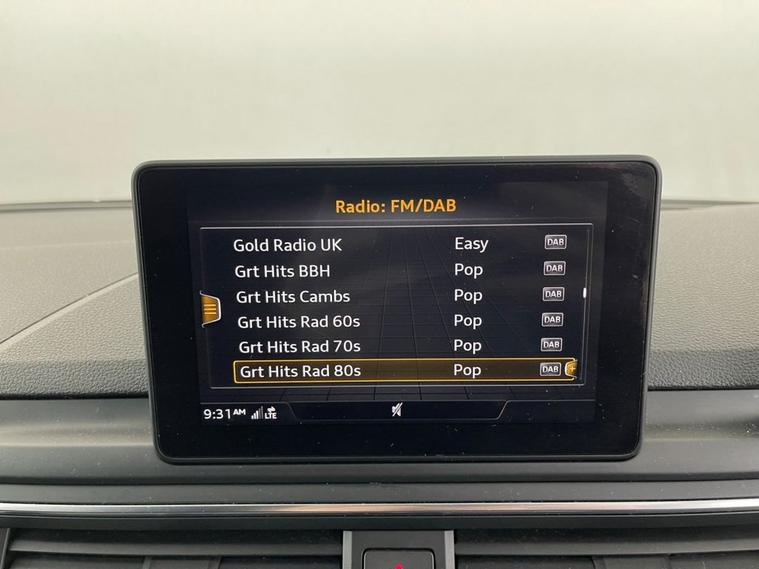 Radio: FM/DAB
Gold Radio UK Easy DAB
Grt Hits BBH Pop DAB
Grt Hits Cambs Pop DAB
Grt Hits Rad 60s Pop DAB
Grt Hits Rad 70s Pop DAB
Grt Hits Rad 80s Pop DAB
9:31 AM LTE